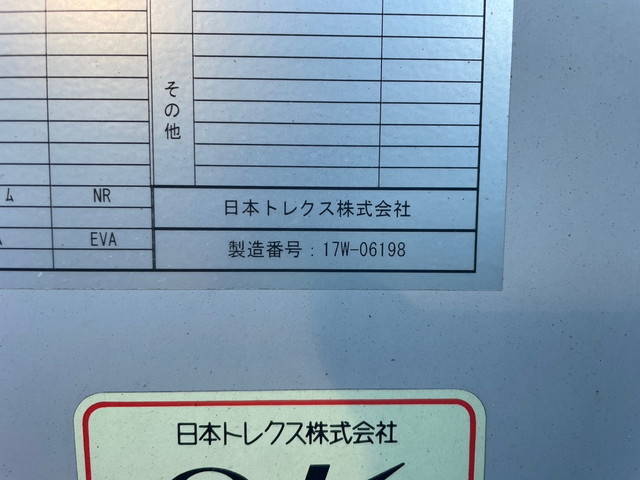 その他
ム NR
日本トレクス株式会社
EVA
製造番号:17W-06198
日本トレクス株式会社